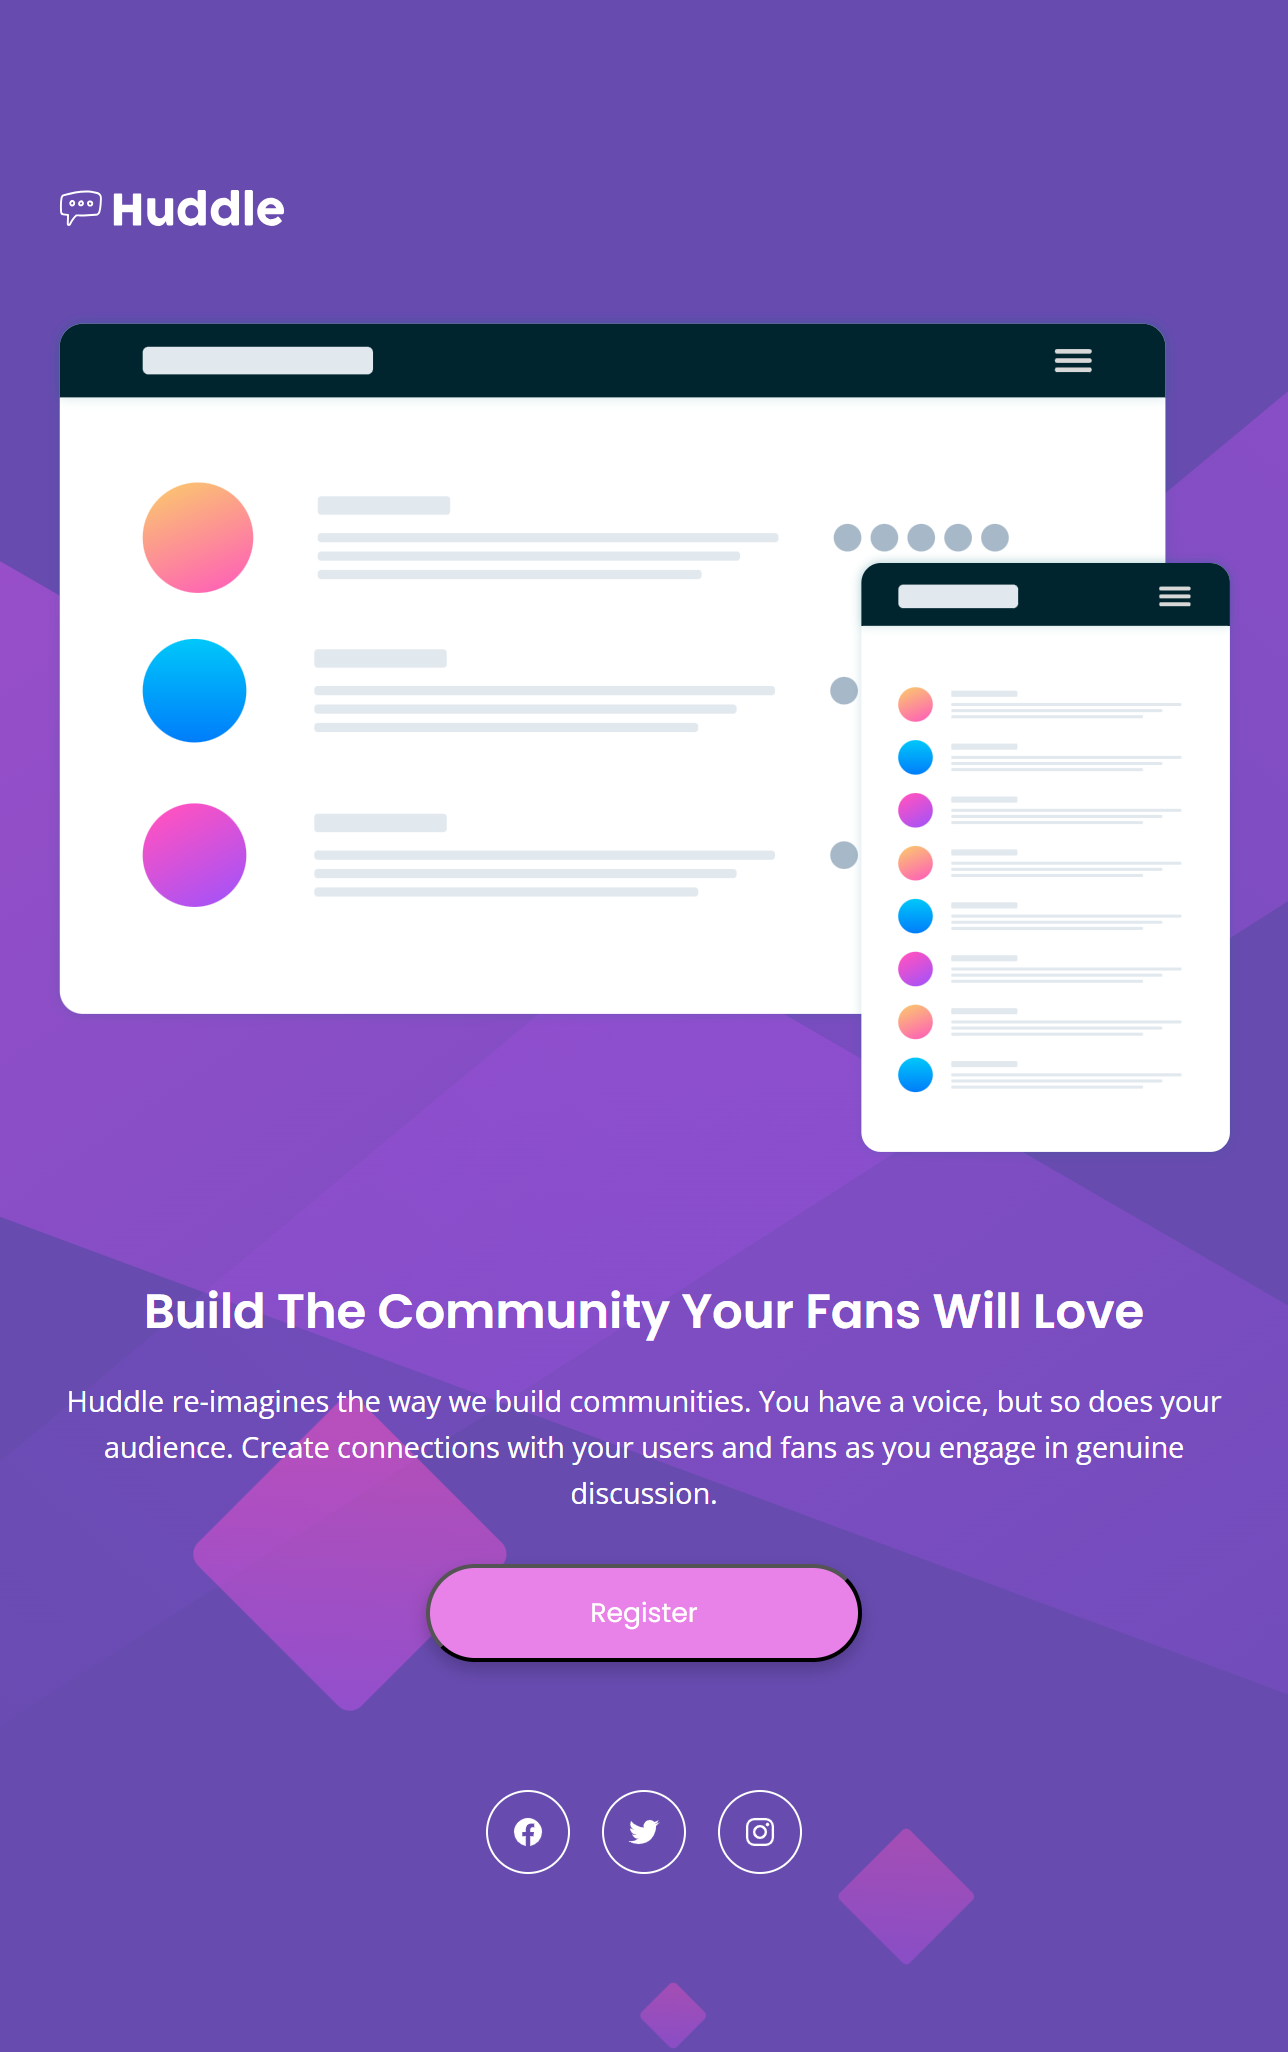 Huddle
Build The Community Your Fans Will Love
Huddle re-imagines the way we build communities. You have a voice, but so does your
audience. Create connections with your users and fans as you engage in genuine
discussion.
Register